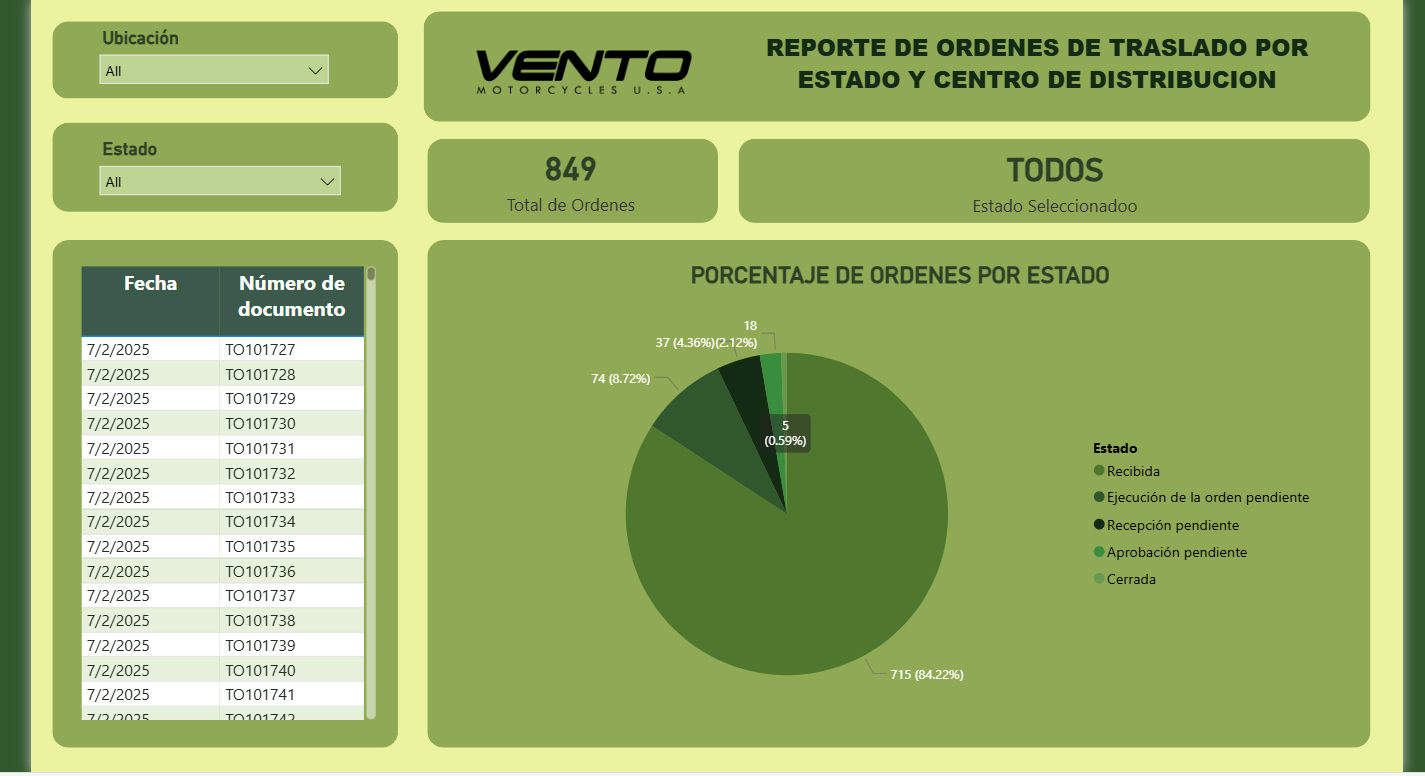 Ubicación
All
VENTO
MOTORCYCLES U.S.A
REPORTE DE ORDENES DE TRASLADO POR
ESTADO Y CENTRO DE DISTRIBUCION
Estado
All
849
Total de Ordenes
TODOS
Estado Seleccionadoo
Fecha Número de
documento
7/2/2025 TO101727
7/2/2025 TO101728
7/2/2025 TO101729
7/2/2025 TO101730
7/2/2025 TO101731
7/2/2025 TO101732
7/2/2025 TO101733
7/2/2025 TO101734
7/2/2025 TO101735
7/2/2025 TO101736
7/2/2025 TO101737
7/2/2025 TO101738
7/2/2025 TO101739
7/2/2025 TO101740
7/2/2025 TO101741
7/2/2025 TO101742
PORCENTAJE DE ORDENES POR ESTADO
18
(2.12%)
37 (4.36%)
74 (8.72%)
5
(0.59%)
715 (84.22%)
Estado
Recibida
Ejecución de la orden pendiente
Recepción pendiente
Aprobación pendiente
Cerrada